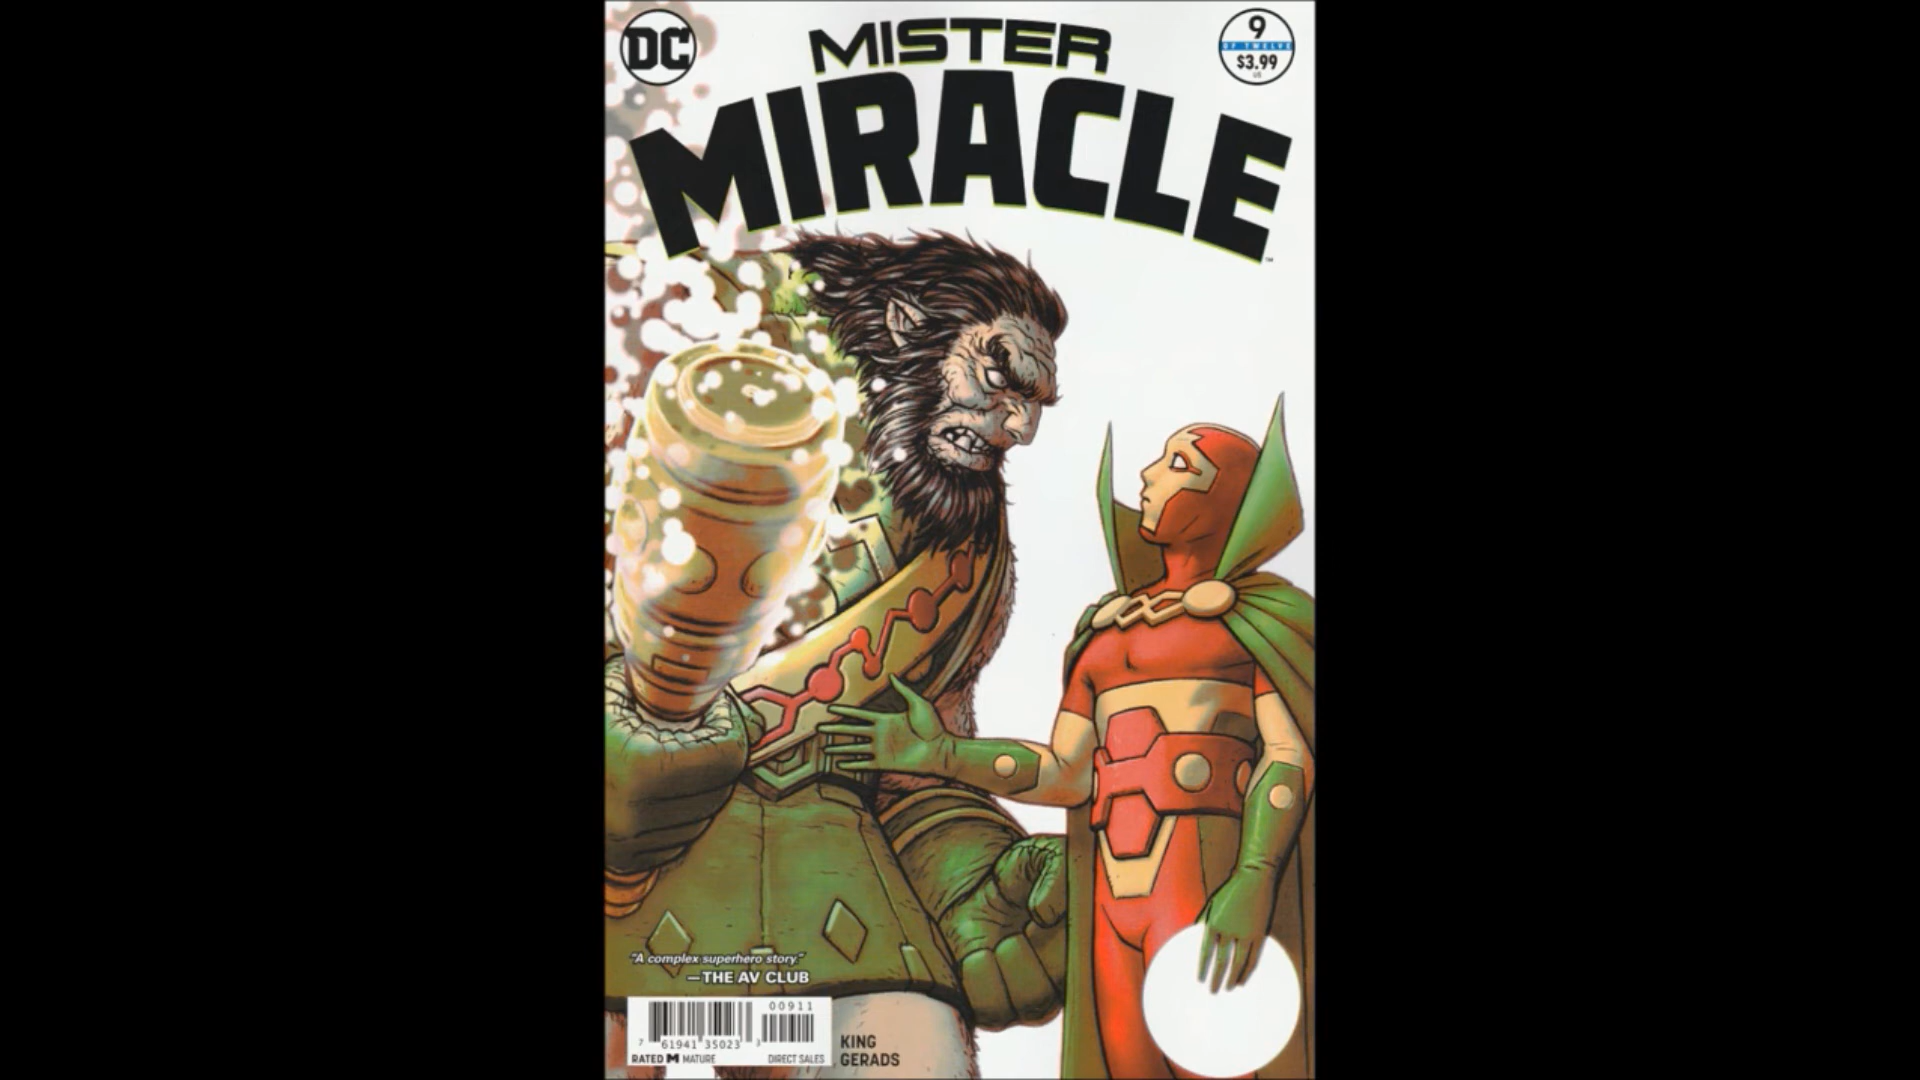 DC
MISTER
MIRACLE
™
9
OF TWELVE
$3.99
US
"A complex superhero story."
—THE AV CLUB
00911
7 61941 35023
RATED M MATURE
DIRECT SALES
KING
GERADS